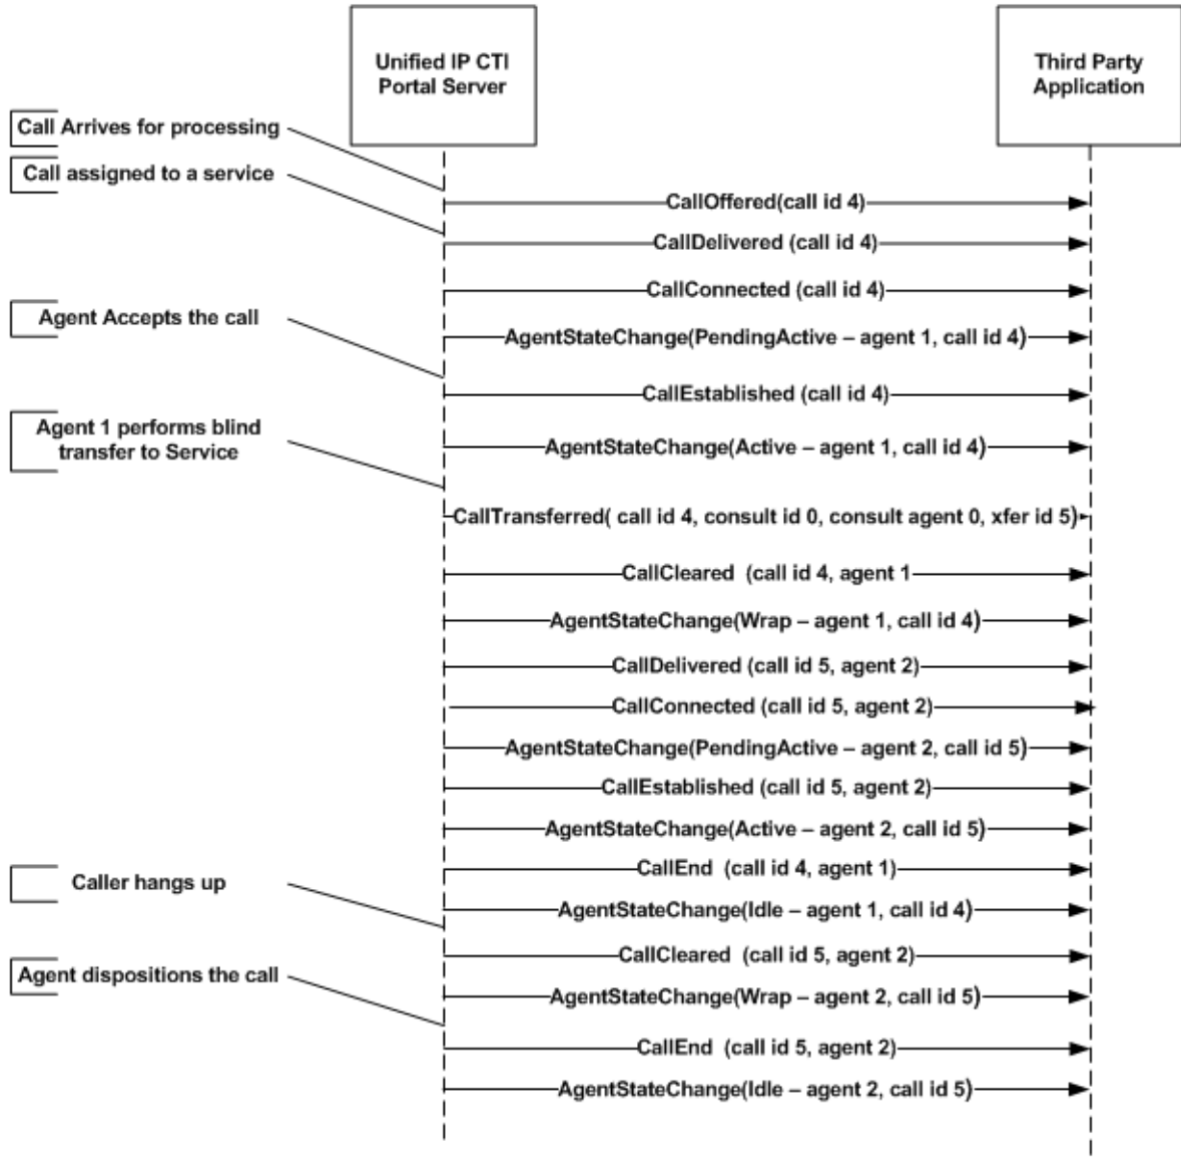 Unified IP CTI
Portal Server
Third Party
Application
Call Arrives for processing
Call assigned to a service
CallOffered(call id 4)
CallDelivered (call id 4)
CallConnected (call id 4)
Agent Accepts the call
AgentStateChange(PendingActive – agent 1, call id 4)
CallEstablished (call id 4)
Agent 1 performs blind
transfer to Service
AgentStateChange(Active – agent 1, call id 4)
CallTransferred( call id 4, consult id 0, consult agent 0, xfer id 5)
CallCleared  (call id 4, agent 1
AgentStateChange(Wrap – agent 1, call id 4)
CallDelivered (call id 5, agent 2)
CallConnected (call id 5, agent 2)
AgentStateChange(PendingActive – agent 2, call id 5)
CallEstablished (call id 5, agent 2)
AgentStateChange(Active – agent 2, call id 5)
CallEnd  (call id 4, agent 1)
Caller hangs up
AgentStateChange(Idle – agent 1, call id 4)
CallCleared  (call id 5, agent 2)
Agent dispositions the call
AgentStateChange(Wrap – agent 2, call id 5)
CallEnd  (call id 5, agent 2)
AgentStateChange(Idle – agent 2, call id 5)